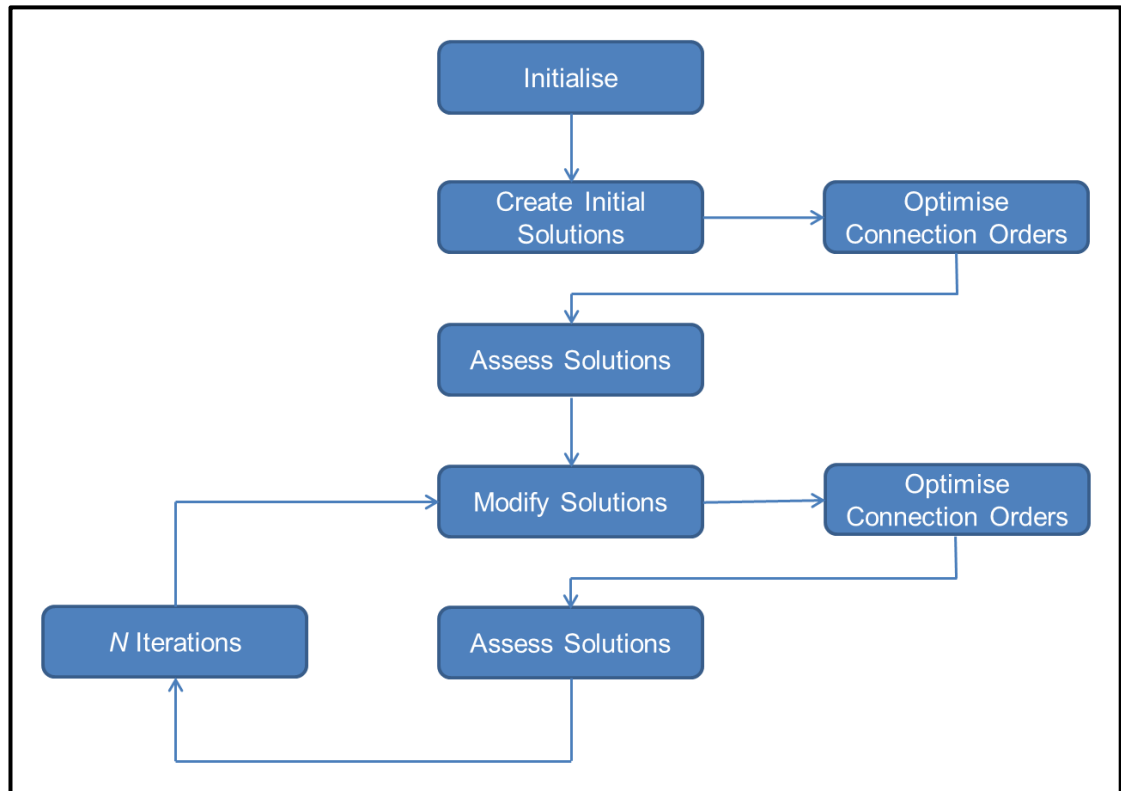 Initialise
Create Initial
Solutions
Optimise
Connection Orders
Assess Solutions
Modify Solutions
Optimise
Connection Orders
N Iterations
Assess Solutions